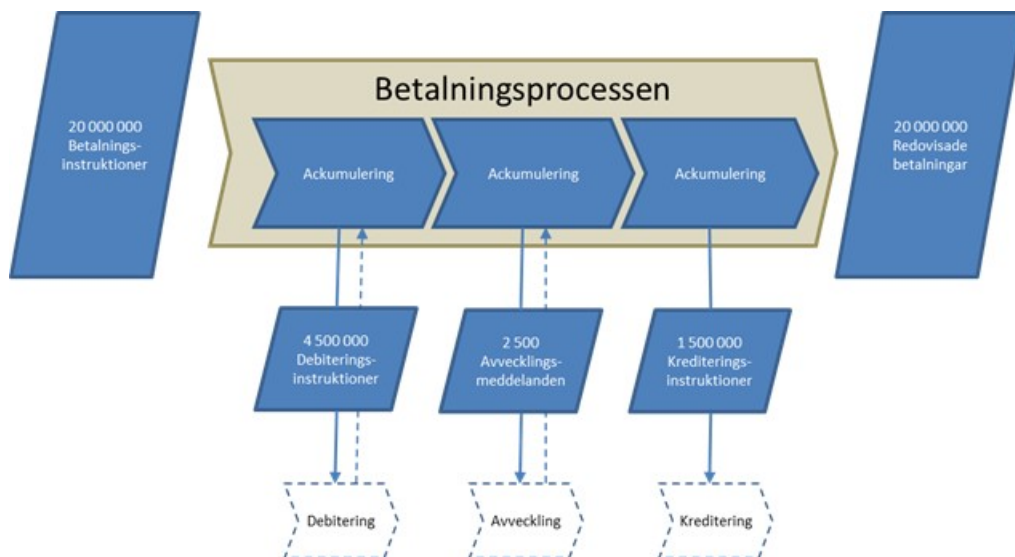 Betalningsprocessen
20 000 000
Betalnings-
instruktioner
Ackumulering
Ackumulering
Ackumulering
20 000 000
Redovisade
betalningar
4 500 000
Debiterings-
instruktioner
2 500
Avvecklings-
meddelanden
1 500 000
Krediterings-
instruktioner
Debitering
Avveckling
Kreditering